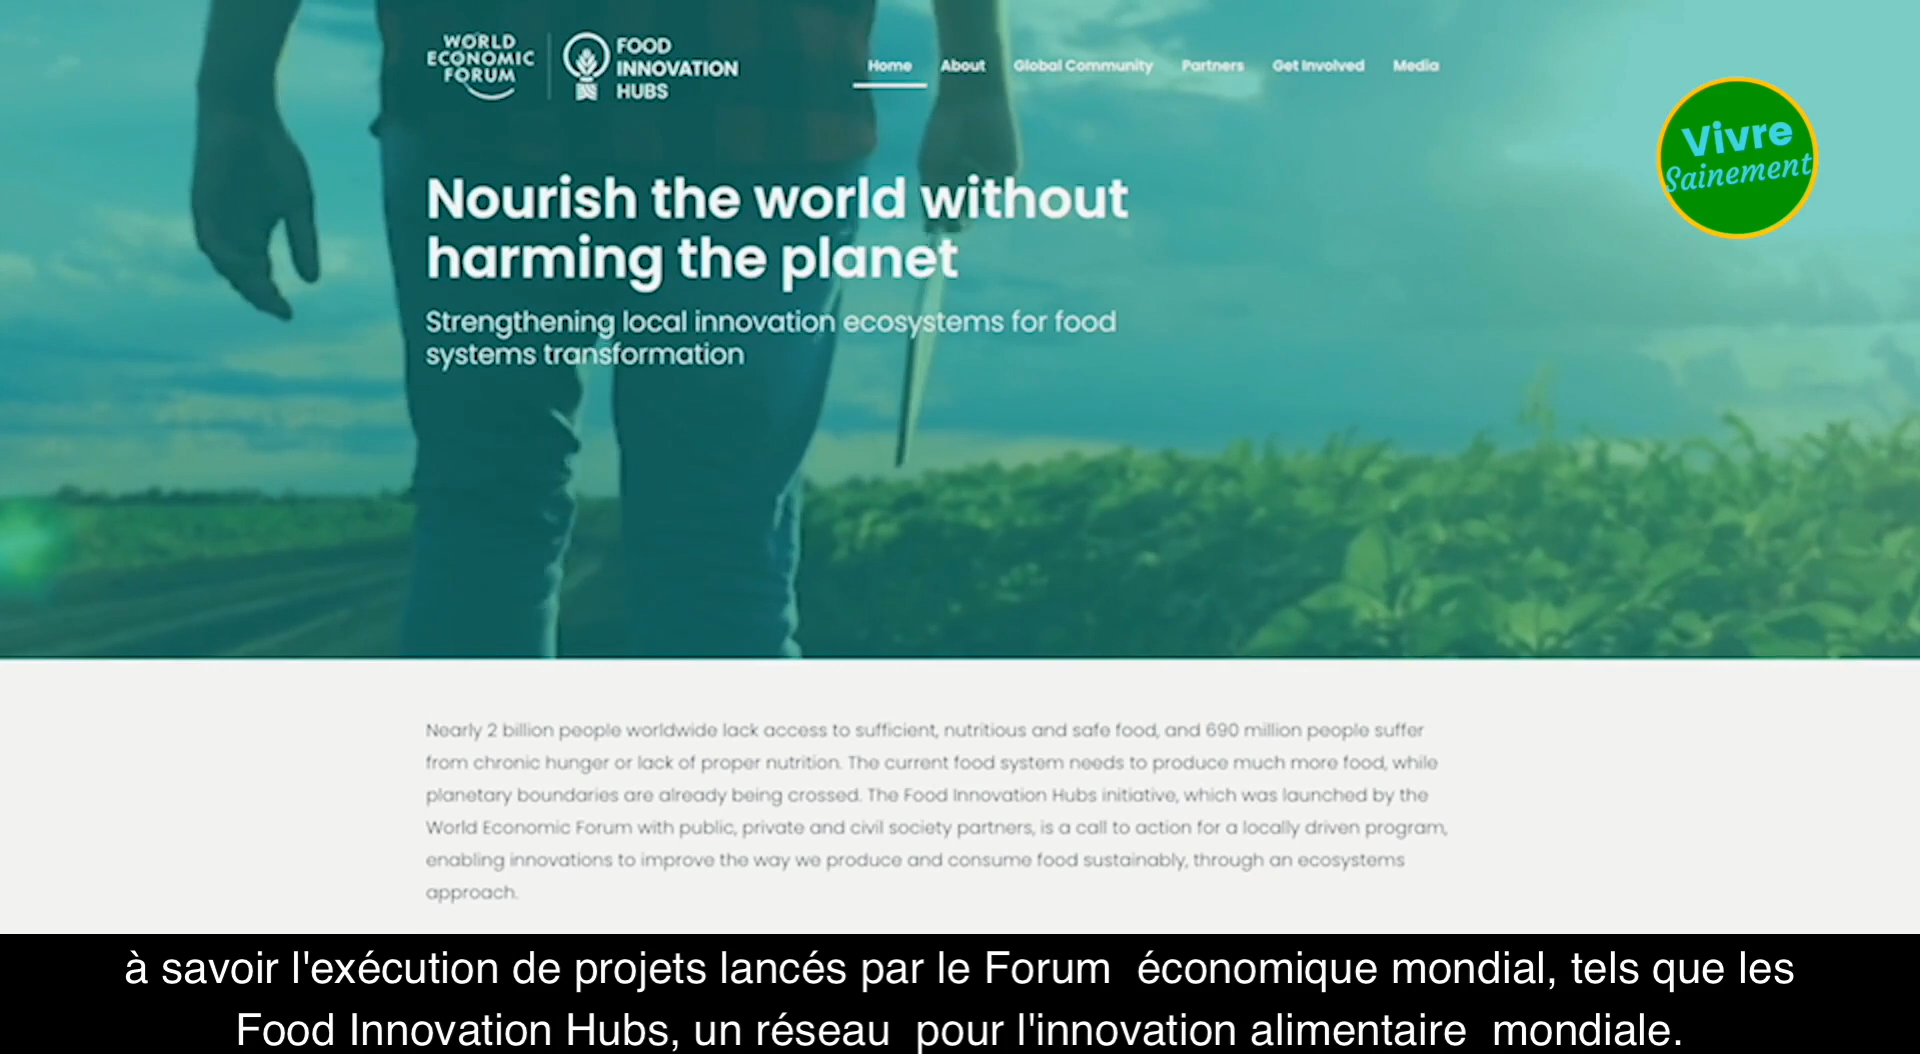 WORLD
ECONOMIC
FORUM
FOOD
INNOVATION
HUBS
Home About Global Community Partners Get Involved Media
Vivre
Sainement
Nourish the world without
harming the planet
Strengthening local innovation ecosystems for food
systems transformation
Nearly 2 billion people worldwide lack access to sufficient, nutritious and safe food, and 690 million people suffer
from chronic hunger or lack of proper nutrition. The current food system needs to produce much more food, while
planetary boundaries are already being crossed. The Food Innovation Hubs initiative, which was launched by the
World Economic Forum with public, private and civil society partners, is a call to action for a locally driven program,
enabling innovations to improve the way we produce and consume food sustainably, through an ecosystems
approach.
à savoir l'exécution de projets lancés par le Forum économique mondial, tels que les
Food Innovation Hubs, un réseau pour l'innovation alimentaire mondiale.